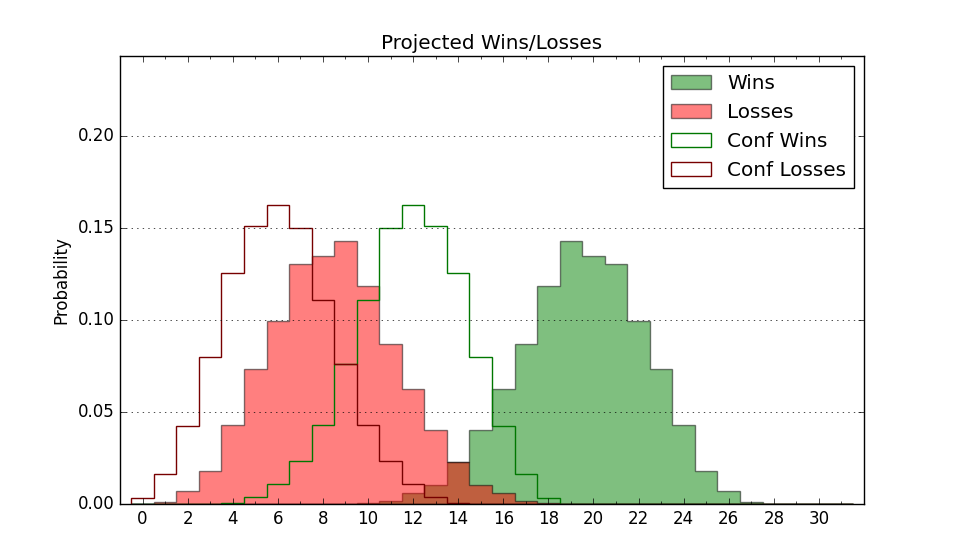 Projected Wins/Losses
Wins
Losses
Conf Wins
Conf Losses
Probability
0.20
0.15
0.10
0.05
0.00
0 2 4 6 8 10 12 14 16 18 20 22 24 26 28 30